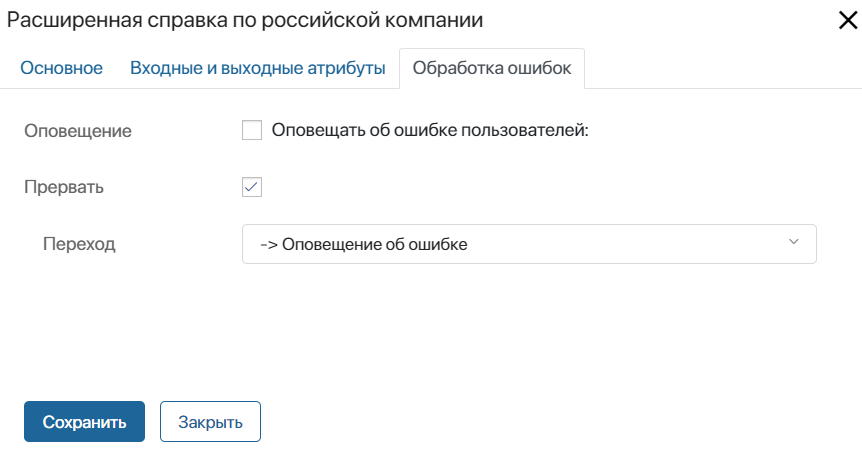 Расширенная справка по российской компании
Основное Входные и выходные атрибуты Обработка ошибок
Оповещение Оповещать об ошибке пользователей:
Прервать
Переход -> Оповещение об ошибке
Сохранить Закрыть